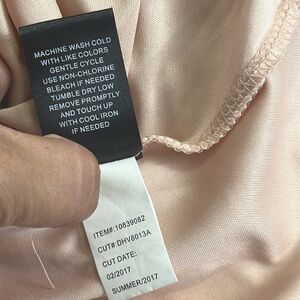 MACHINE WASH COLD
WITH LIKE COLORS
GENTLE CYCLE
USE NON-CHLORINE
BLEACH IF NEEDED
TUMBLE DRY LOW
REMOVE PROMPTLY
AND TOUCH UP
WITH COOL IRON
IF NEEDED
ITEM#:10839082
CUT#:DHV8013A
CUT DATE:
02/2017
SUMMER/2017